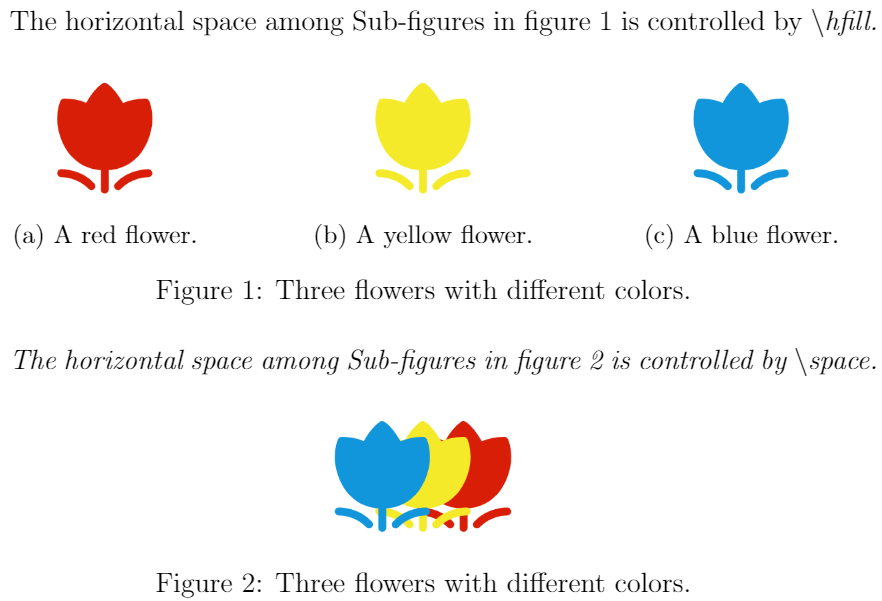 The horizontal space among Sub-figures in figure 1 is controlled by \hfill.
(a) A red flower.
(b) A yellow flower.
(c) A blue flower.
Figure 1: Three flowers with different colors.
The horizontal space among Sub-figures in figure 2 is controlled by \space.
Figure 2: Three flowers with different colors.